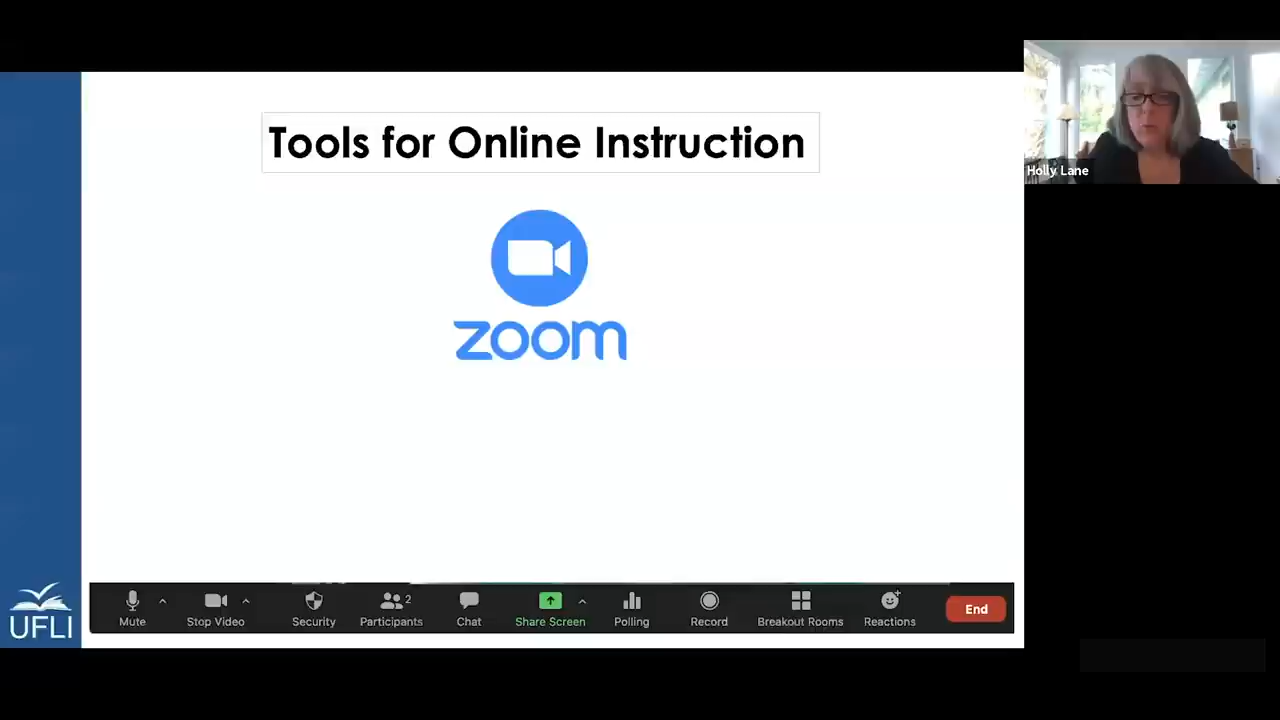 Tools for Online Instruction
zoom
Holly Lane
UFLI
Mute
Stop Video
Security
2
Participants
Chat
Share Screen
Polling
Record
Breakout Rooms
Reactions
End